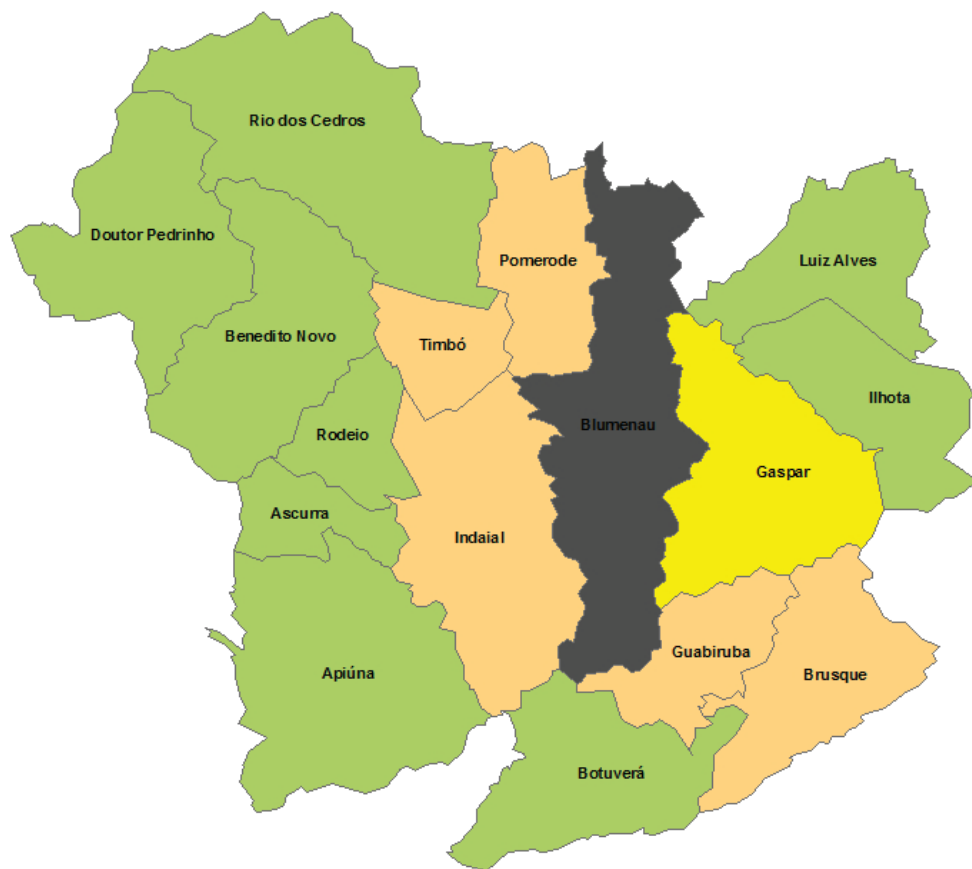 Rio dos Cedros
Doutor Pedrinho
Pomerode
Luiz Alves
Benedito Novo
Timbó
Ilhota
Blumenau
Rodeio
Gaspar
Ascurra
Indaial
Guabiruba
Apiúna
Brusque
Botuverá